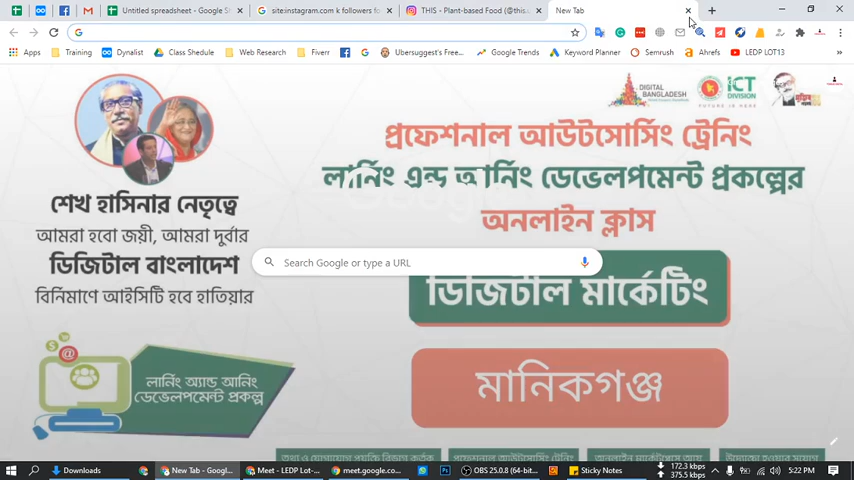 Untitled spreadsheet - Google S
site:instagram.com k followers fo
THIS - Plant-based Food (@this.u
New Tab
Apps
Training
Dynalist
Class Shedule
Web Research
Fiverr
Ubersuggest'Free...
Google Trends
Keyword Planner
Semrush
Ahrefs
LEDP LOT13
DIGITAL
BANGLADESH
ICT
DIVISION
FUTURE IS HERE
প্রফেশনাল আউটসোর্সিং ট্রেনিং
লার্নিং এন্ড আর্নিং ডেভেলপমেন্ট প্রকল্পের
অনলাইন ক্লাস
শেখ হাসিনার নেতৃত্বে
আমরা হবো জয়ী, আমরা দুর্বার
ডিজিটাল বাংলাদেশ
বির্নিমাণে আইসিটি হবে হাতিয়ার
Search Google or type a URL
ডিজিটাল মার্কেটিং
মানিকগঞ্জ
লার্নিং অ্যান্ড আর্নিং
ডেভেলপমেন্ট প্রকল্প
Downloads
New Tab - Googl...
Meet - LEDP Lot-...
meet.google.co...
OBS 25.0.8 (64-bit...
Sticky Notes
172.3 kbps
375.5 kbps
5:22 PM